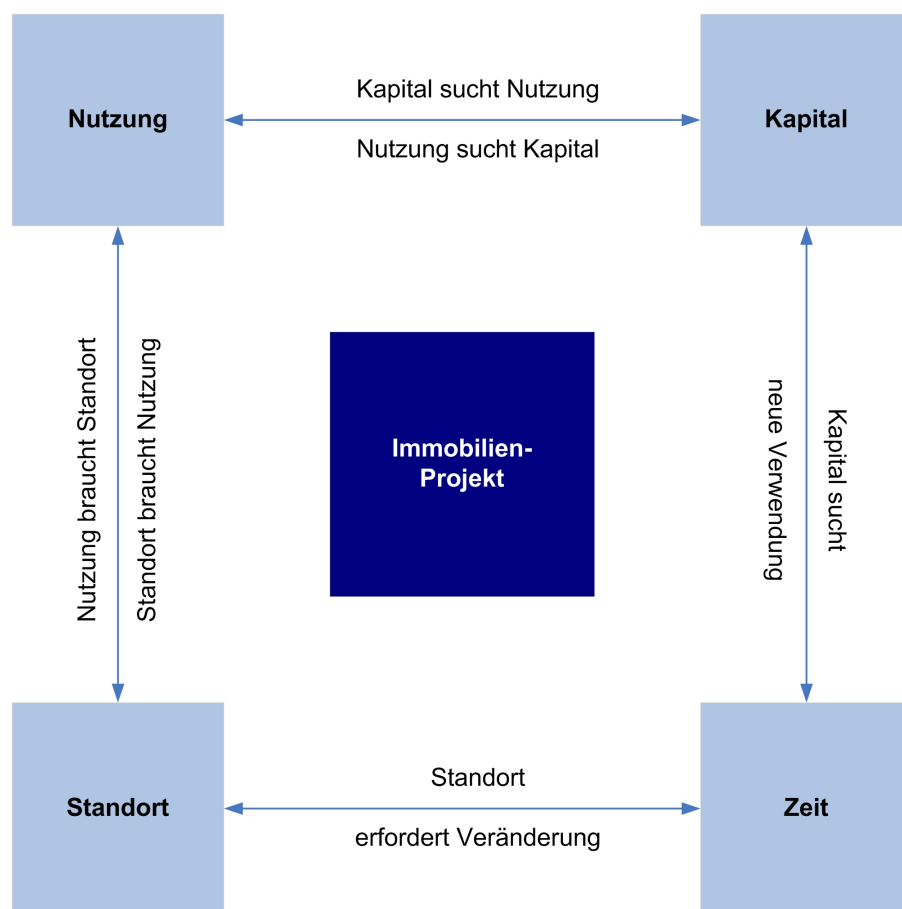 Nutzung
Kapital sucht Nutzung
Nutzung sucht Kapital
Kapital
Nutzung braucht Standort
Standort braucht Nutzung
Immobilien-
Projekt
Kapital sucht
neue Verwendung
Standort
Standort
erfordert Veränderung
Zeit